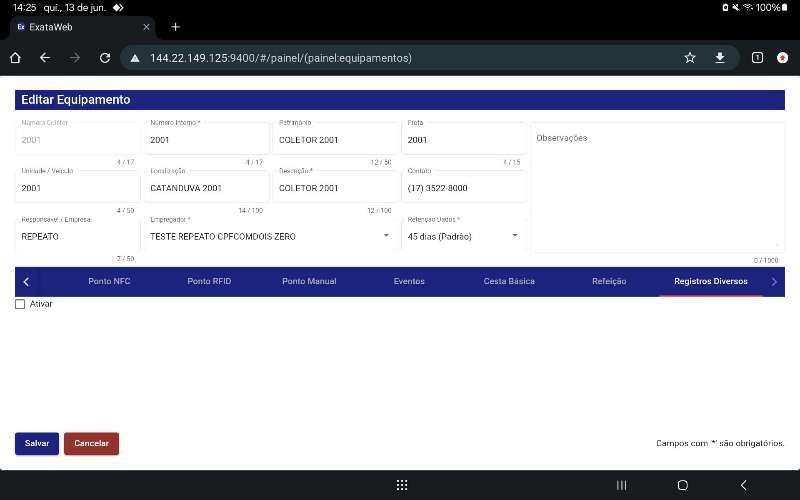 14:25 qui., 13 de jun.
100%
Ex ExataWeb
144.22.149.125:9400/#/painel/(painel:equipamentos)
1
Editar Equipamento
Número Coletor
2001
4 / 17
Número Interno *
2001
4 / 17
Patrimônio
COLETOR 2001
12 / 50
Frota
2001
4 / 15
Observações
0 / 1000
Unidade / Veículo
2001
4 / 50
Localização
CATANDUVA 2001
14 / 100
Descrição *
COLETOR 2001
12 / 100
Contato
(17) 3522-8000
Responsável / Empresa
REPEATO
7 / 50
Empregador *
TESTE REPEATO CPFCOMDOIS ZERO
Retenção Dados *
45 dias (Padrão)
Ponto NFC
Ponto RFID
Ponto Manual
Eventos
Cesta Básica
Refeição
Registros Diversos
Ativar
Salvar
Cancelar
Campos com '*' são obrigatórios.